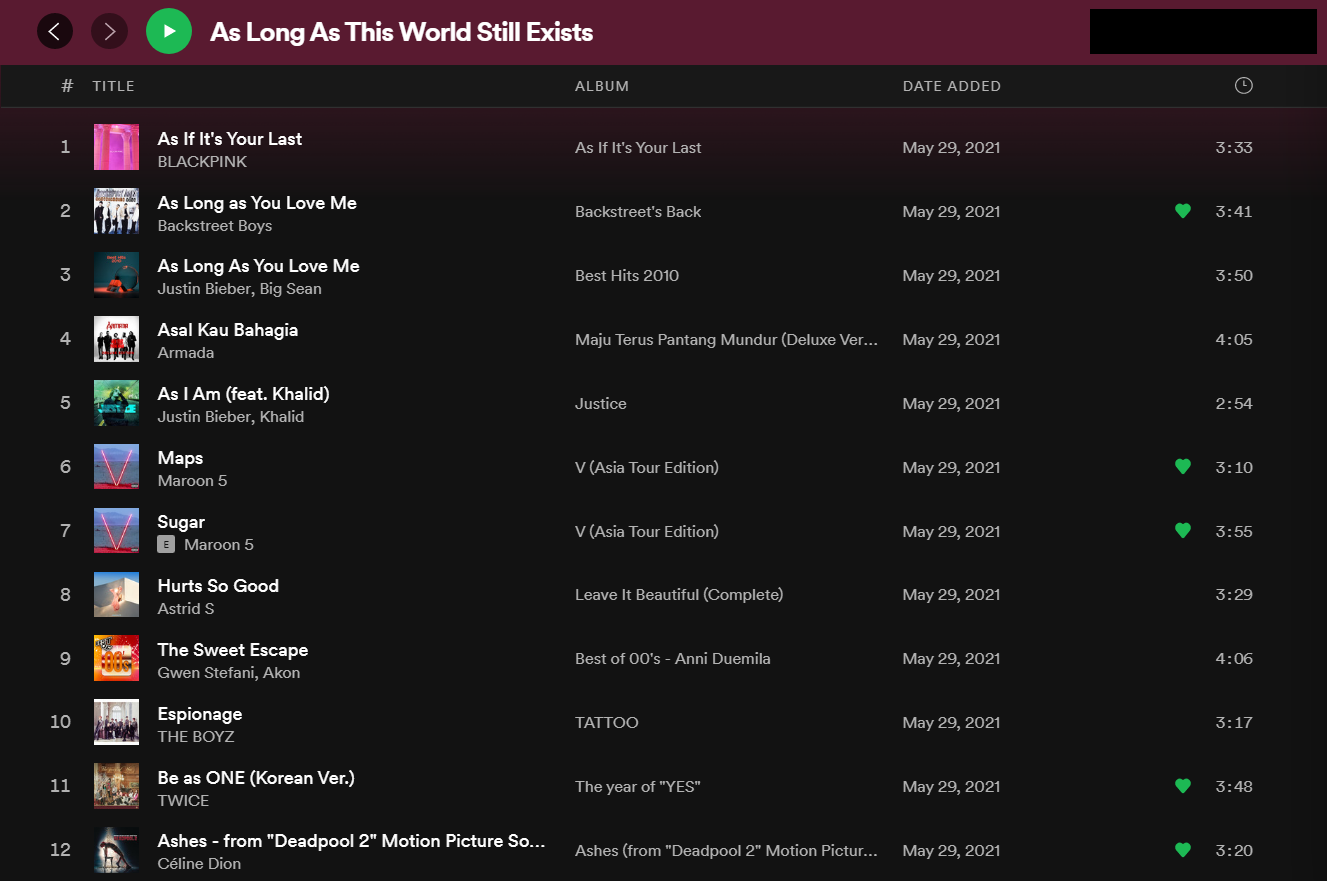 As Long As This World Still Exists
# TITLE ALBUM DATE ADDED
1 As If It's Your Last As If It's Your Last May 29, 2021 3:33
BLACKPINK
2 As Long as You Love Me Backstreet's Back May 29, 2021 3:41
Backstreet Boys
3 As Long As You Love Me Best Hits 2010 May 29, 2021 3:50
Justin Bieber, Big Sean
4 Asal Kau Bahagia Maju Terus Pantang Mundur (Deluxe Ver... May 29, 2021 4:05
Armada
5 As I Am (feat. Khalid) Justice May 29, 2021 2:54
Justin Bieber, Khalid
6 Maps V (Asia Tour Edition) May 29, 2021 3:10
Maroon 5
7 Sugar V (Asia Tour Edition) May 29, 2021 3:55
E Maroon 5
8 Hurts So Good Leave It Beautiful (Complete) May 29, 2021 3:29
Astrid S
9 The Sweet Escape Best of 00's - Anni Duemila May 29, 2021 4:06
Gwen Stefani, Akon
10 Espionage TATTOO May 29, 2021 3:17
THE BOYZ
11 Be as ONE (Korean Ver.) The year of "YES" May 29, 2021 3:48
TWICE
12 Ashes - from "Deadpool 2" Motion Picture So... Ashes (from "Deadpool 2" Motion Pictur... May 29, 2021 3:20
Céline Dion